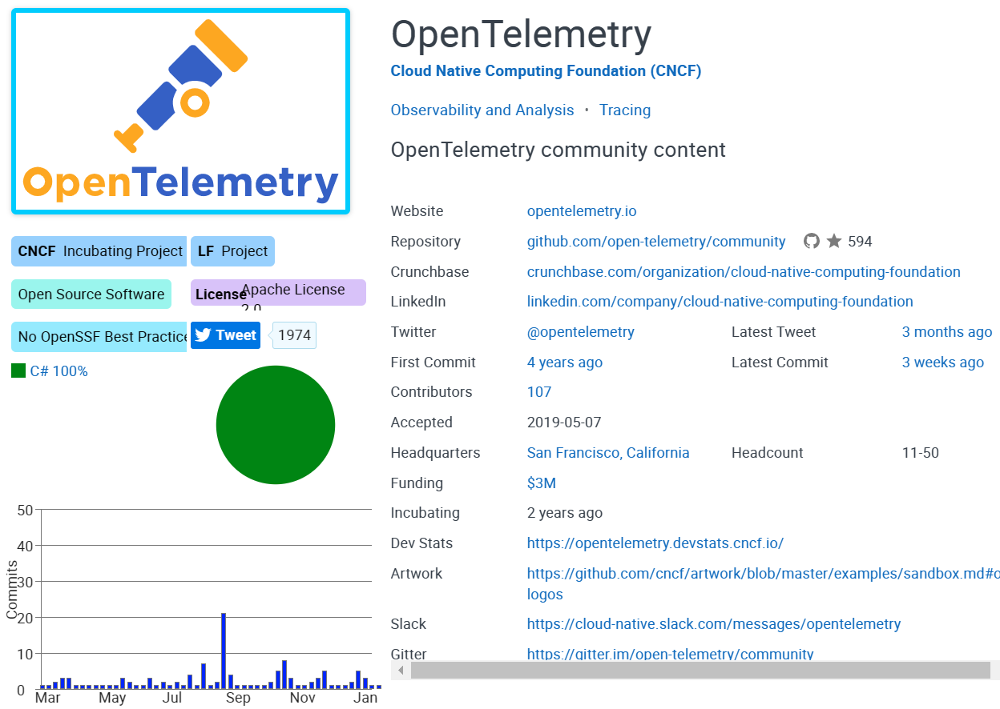 OpenTelemetry
CNCF Incubating Project
LF Project
Open Source Software
License Apache License 2.0
No OpenSSF Best Practice
Tweet 1974
C# 100%
50
40
30
20
10
0
Commits
Mar May Jul Sep Nov Jan
OpenTelemetry
Cloud Native Computing Foundation (CNCF)
Observability and Analysis • Tracing
OpenTelemetry community content
Website opentelemetry.io
Repository github.com/open-telemetry/community 594
Crunchbase crunchbase.com/organization/cloud-native-computing-foundation
LinkedIn linkedin.com/company/cloud-native-computing-foundation
Twitter @opentelemetry Latest Tweet 3 months ago
First Commit 4 years ago Latest Commit 3 weeks ago
Contributors 107
Accepted 2019-05-07
Headquarters San Francisco, California Headcount 11-50
Funding $3M
Incubating 2 years ago
Dev Stats https://opentelemetry.devstats.cncf.io/
Artwork https://github.com/cncf/artwork/blob/master/examples/sandbox.md#o
logos
Slack https://cloud-native.slack.com/messages/opentelemetry
Gitter https://gitter.im/open-telemetry/community